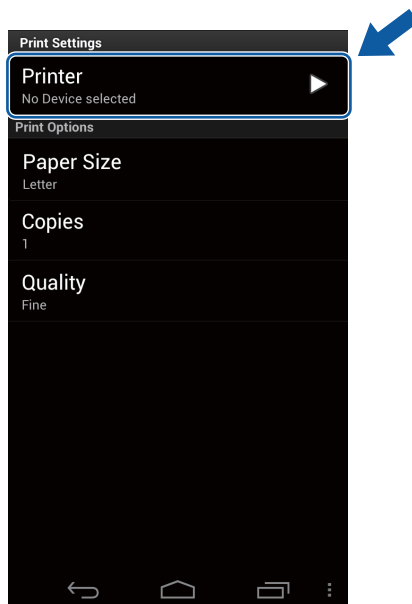 Print Settings
Printer
No Device selected
Print Options
Paper Size
Letter
Copies
1
Quality
Fine